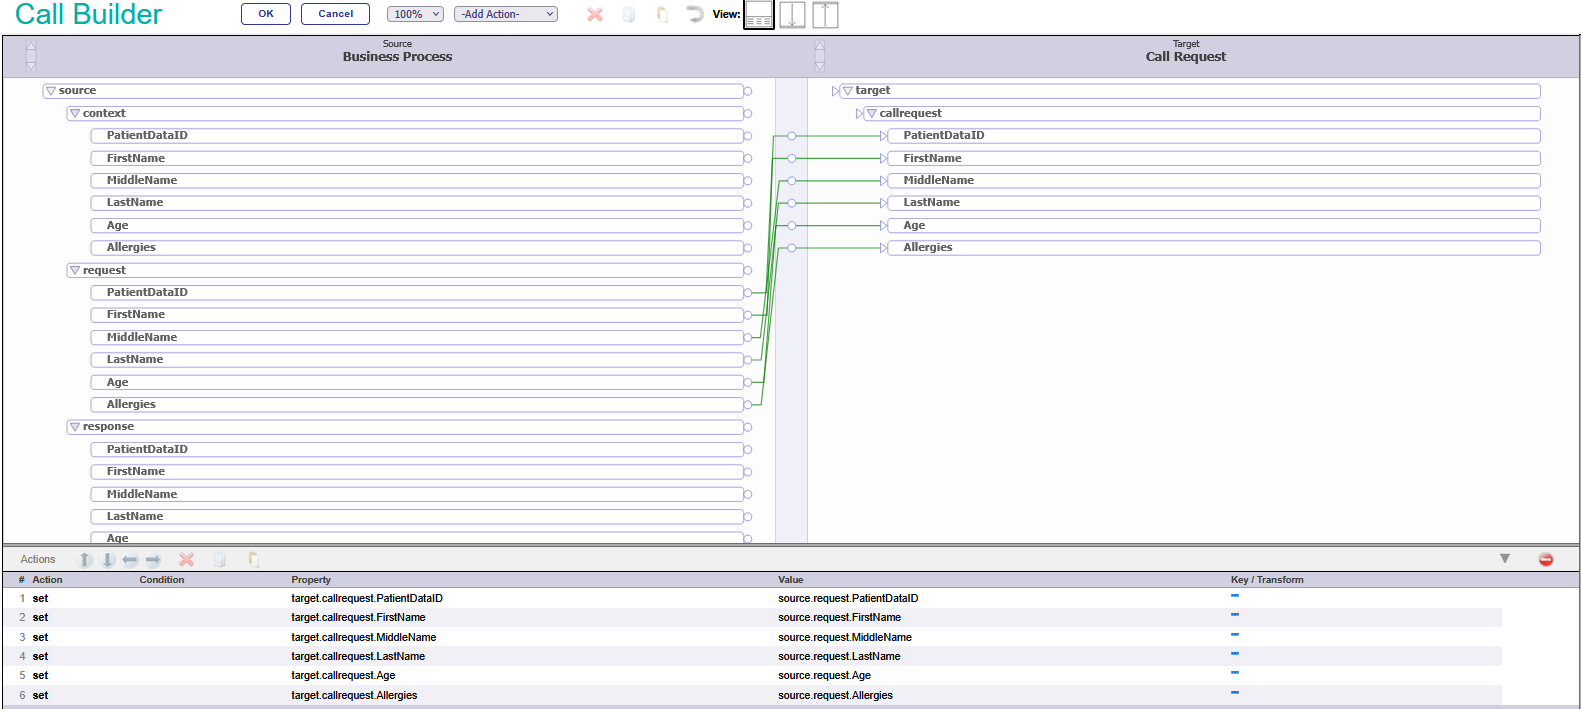 Call Builder OK Cancel 100% -Add Action- View:
Source Target
Business Process Call Request
source target
context callrequest
PatientDataID PatientDataID
FirstName FirstName
MiddleName MiddleName
LastName LastName
Age Age
Allergies Allergies
request
PatientDataID
FirstName
MiddleName
LastName
Age
Allergies
response
PatientDataID
FirstName
MiddleName
LastName
Age
Actions
# Action Condition Property Value Key / Transform
1 set target.callrequest.PatientDataID source.request.PatientDataID ""
2 set target.callrequest.FirstName source.request.FirstName ""
3 set target.callrequest.MiddleName source.request.MiddleName ""
4 set target.callrequest.LastName source.request.LastName ""
5 set target.callrequest.Age source.request.Age ""
6 set target.callrequest.Allergies source.request.Allergies ""